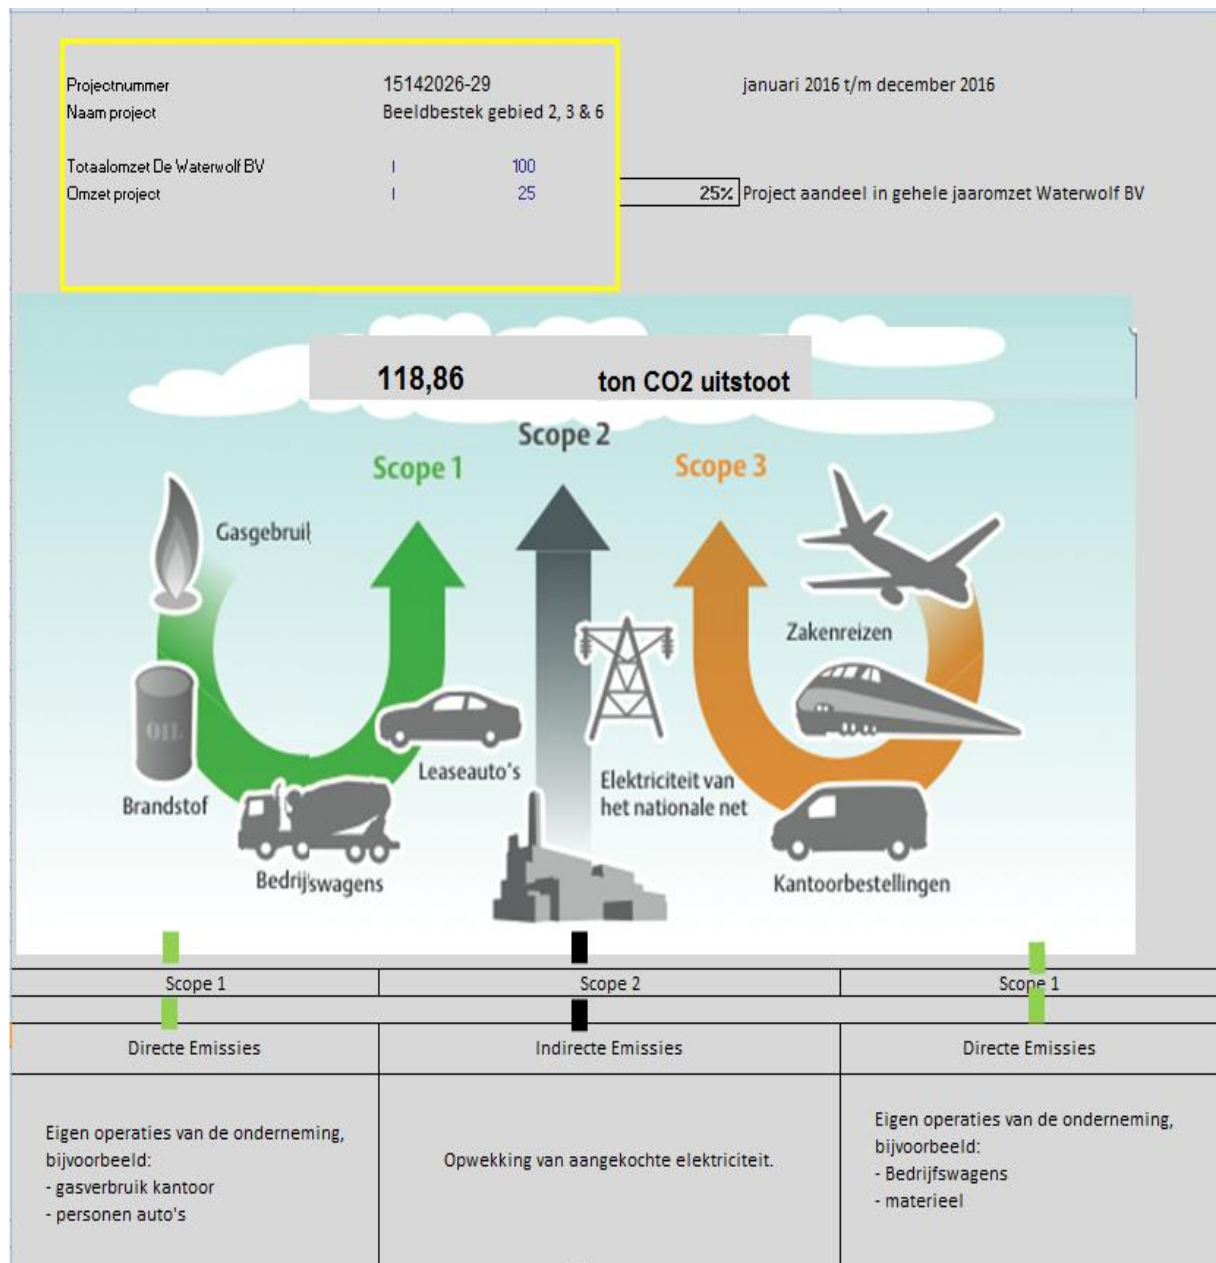 Projectnummer 15142026-29 januari 2016 t/m december 2016
Naam project Beeldbestek gebied 2, 3 & 6
Totaalomzet De Waterwolf BV I 100
Omzet project I 25 25% Project aandeel in gehele jaaromzet Waterwolf BV
118,86 ton CO2 uitstoot
Scope 2
Scope 1 Scope 3
Gasgebruil
Zakenreizen
OIL
Leaseauto's
Elektriciteit van
het nationale net
Brandstof
Bedrijfswagens
Kantoorbestellingen
Scope 1 Scope 2 Scope 1
Directe Emissies Indirecte Emissies Directe Emissies
Eigen operaties van de onderneming,
bijvoorbeeld:
- gasverbruik kantoor
- personen auto's
Opwekking van aangekochte elektriciteit.
Eigen operaties van de onderneming,
bijvoorbeeld:
- Bedrijfswagens
- materieel